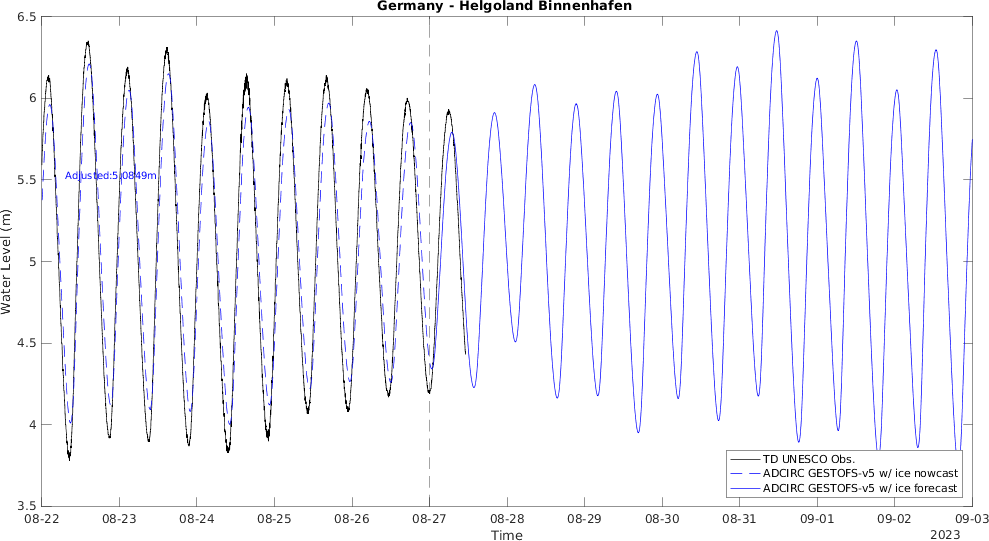 Germany - Helgoland Binnenhafen
6.5
6
5.5
5
4.5
4
3.5
Water Level (m)
Adjusted:5.0849m
TD UNESCO Obs.
ADCIRC GESTOFS-v5 w/ ice nowcast
ADCIRC GESTOFS-v5 w/ ice forecast
08-22 08-23 08-24 08-25 08-26 08-27 08-28 08-29 08-30 08-31 09-01 09-02 09-03
Time
2023